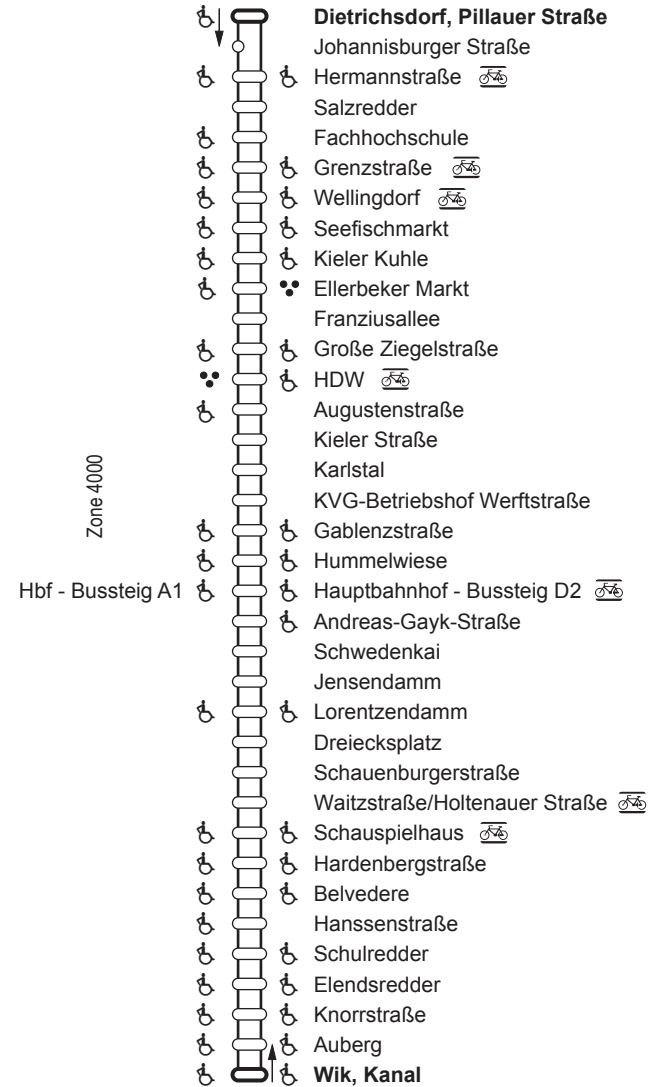 Dietrichsdorf, Pillauer Straße
Johannisburger Straße
Hermannstraße
Salzredder
Fachhochschule
Grenzstraße
Wellingdorf
Seefischmarkt
Kieler Kuhle
Ellerbeker Markt
Franziusallee
Große Ziegelstraße
HDW
Augustenstraße
Kieler Straße
Karlstal
KVG-Betriebshof Werftstraße
Gablenzstraße
Hummelwiese
Hbf - Bussteig A1 Hauptbahnhof - Bussteig D2
Andreas-Gayk-Straße
Schwedenkai
Jensendamm
Lorentzendamm
Dreiecksplatz
Schauenburgerstraße
Waitzstraße/Holtenauer Straße
Schauspielhaus
Hardenbergstraße
Belvedere
Hanssenstraße
Schulredder
Elendsredder
Knorrstraße
Auberg
Wik, Kanal
Zone 4000